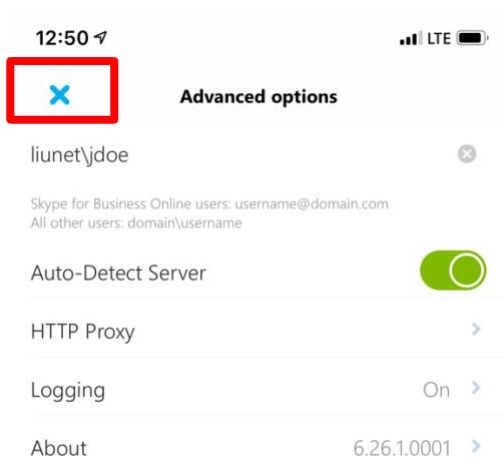 12:50 LTE
Advanced options
liunet\jdoe
Skype for Business Online users: username@domain.com
All other users: domain\username
Auto-Detect Server
HTTP Proxy
Logging On
About 6.26.1.0001